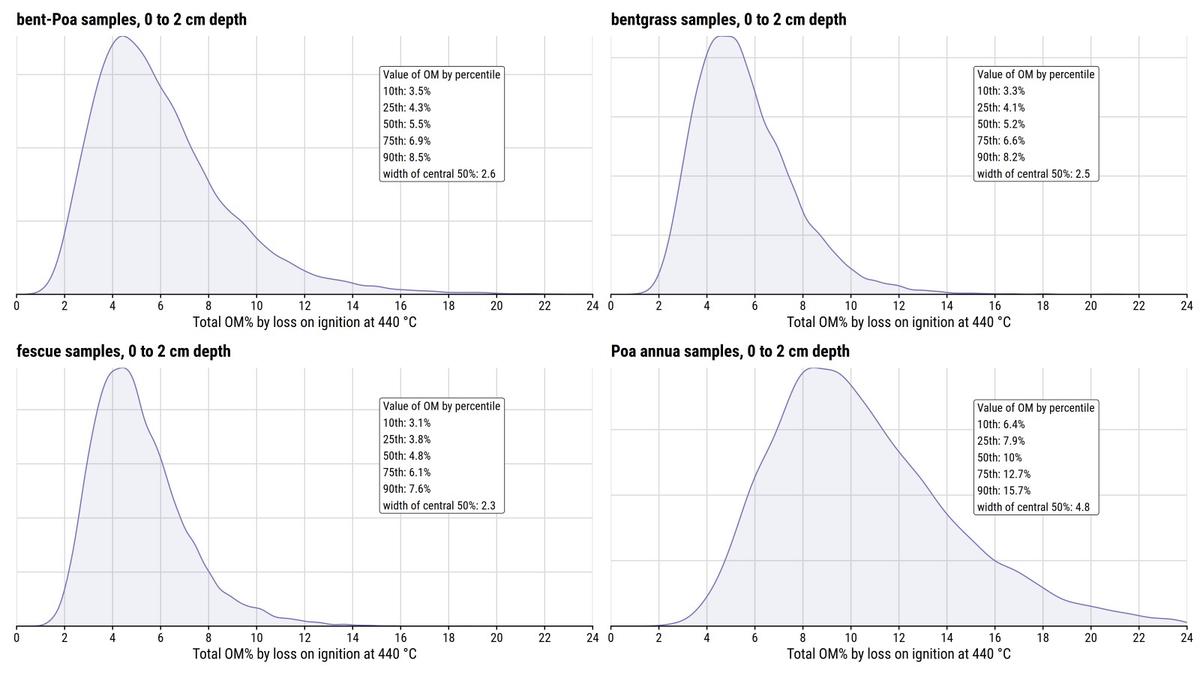 bent-Poa samples, 0 to 2 cm depth
Value of OM by percentile
10th: 3.5%
25th: 4.3%
50th: 5.5%
75th: 6.9%
90th: 8.5%
width of central 50%: 2.6
0 2 4 6 8 10 12 14 16 18 20 22 24
Total OM% by loss on ignition at 440 °C
bentgrass samples, 0 to 2 cm depth
Value of OM by percentile
10th: 3.3%
25th: 4.1%
50th: 5.2%
75th: 6.6%
90th: 8.2%
width of central 50%: 2.5
0 2 4 6 8 10 12 14 16 18 20 22 24
Total OM% by loss on ignition at 440 °C
fescue samples, 0 to 2 cm depth
Value of OM by percentile
10th: 3.1%
25th: 3.8%
50th: 4.8%
75th: 6.1%
90th: 7.6%
width of central 50%: 2.3
0 2 4 6 8 10 12 14 16 18 20 22 24
Total OM% by loss on ignition at 440 °C
Poa annua samples, 0 to 2 cm depth
Value of OM by percentile
10th: 6.4%
25th: 7.9%
50th: 10%
75th: 12.7%
90th: 15.7%
width of central 50%: 4.8
0 2 4 6 8 10 12 14 16 18 20 22 24
Total OM% by loss on ignition at 440 °C